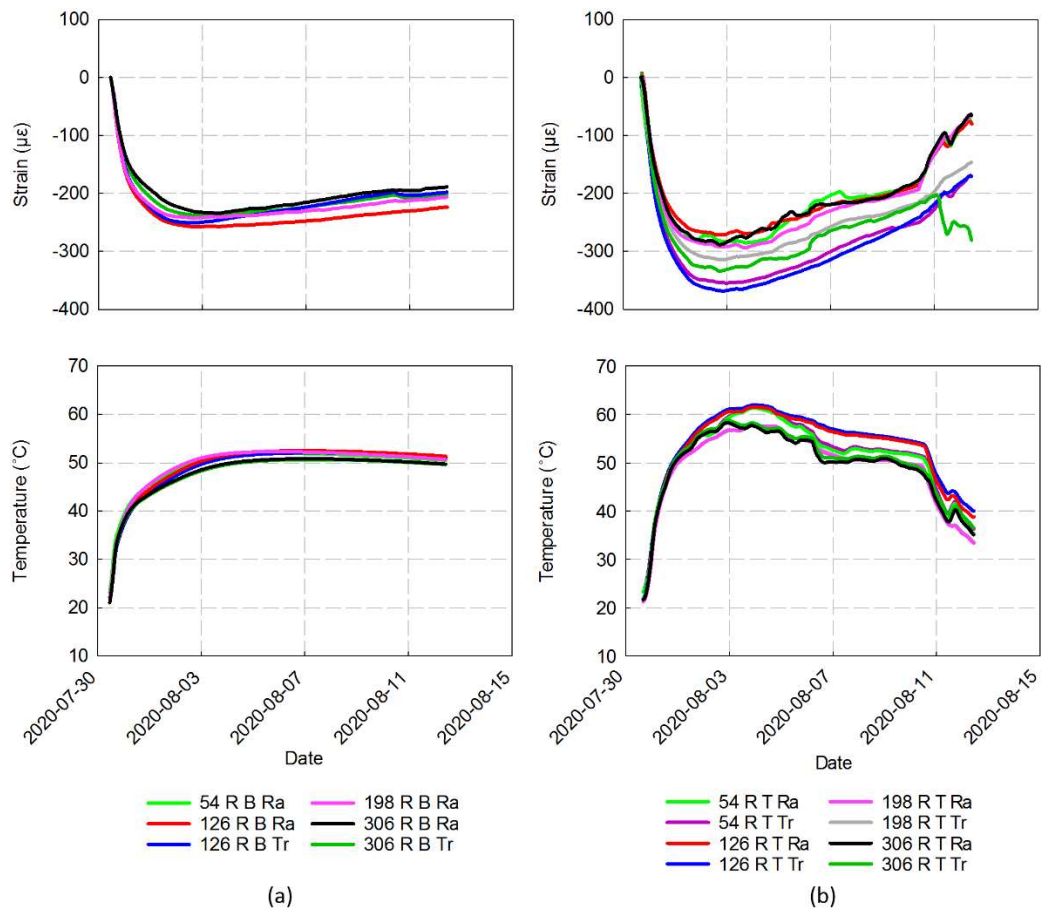 100
0
-100
-200
-300
-400
Strain (µε)
70
60
50
40
30
20
10
Temperature (°C)
2020-07-30
2020-08-03
2020-08-07
2020-08-11
2020-08-15
Date
54 R B Ra
126 R B Ra
126 R B Tr
198 R B Ra
306 R B Ra
306 R B Tr
(a)
100
0
-100
-200
-300
-400
Strain (µε)
70
60
50
40
30
20
10
Temperature (°C)
2020-07-30
2020-08-03
2020-08-07
2020-08-11
2020-08-15
Date
54 R T Ra
54 R T Tr
126 R T Ra
126 R T Tr
198 R T Ra
198 R T Tr
306 R T Ra
306 R T Tr
(b)